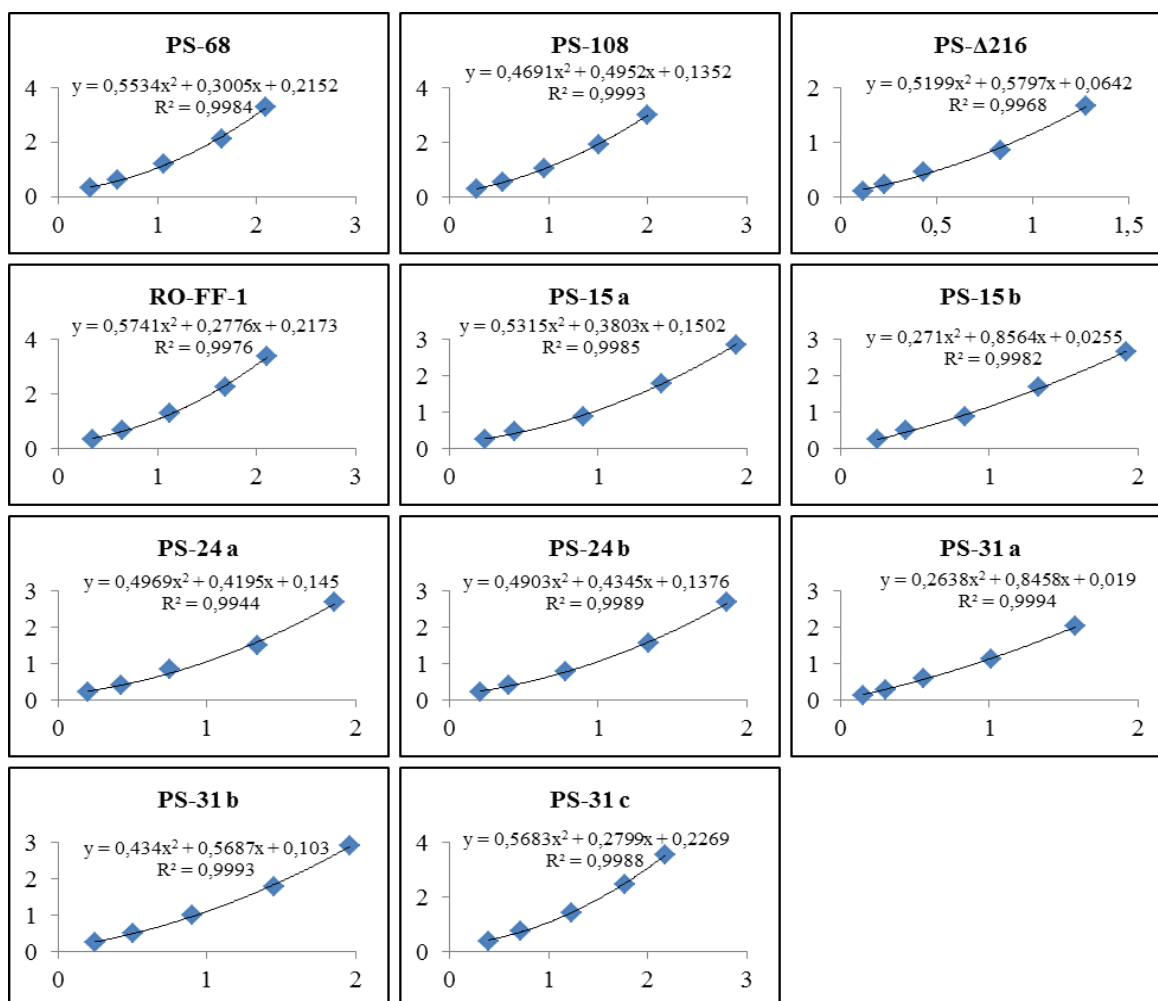 PS-68
y = 0,5534x² + 0,3005x + 0,2152
R² = 0,9984
4
2
0
0 1 2 3
PS-108
y = 0,4691x² + 0,4952x + 0,1352
R² = 0,9993
4
2
0
0 1 2 3
PS-Δ216
y = 0,5199x² + 0,5797x + 0,0642
R² = 0,9968
2
1
0
0 0,5 1 1,5
RO-FF-1
y = 0,5741x² + 0,2776x + 0,2173
R² = 0,9976
4
2
0
0 1 2 3
PS-15 a
y = 0,5315x² + 0,3803x + 0,1502
R² = 0,9985
3
2
1
0
0 1 2
PS-15 b
y = 0,271x² + 0,8564x + 0,0255
R² = 0,9982
3
2
1
0
0 1 2
PS-24 a
y = 0,4969x² + 0,4195x + 0,145
R² = 0,9944
3
2
1
0
0 1 2
PS-24 b
y = 0,4903x² + 0,4345x + 0,1376
R² = 0,9989
3
2
1
0
0 1 2
PS-31 a
y = 0,2638x² + 0,8458x + 0,019
R² = 0,9994
3
2
1
0
0 1 2
PS-31 b
y = 0,434x² + 0,5687x + 0,103
R² = 0,9993
3
2
1
0
0 1 2
PS-31 c
y = 0,5683x² + 0,2799x + 0,2269
R² = 0,9988
4
2
0
0 1 2 3